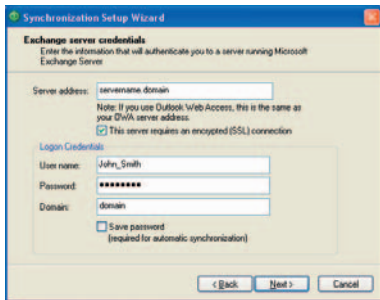 Synchronization Setup Wizard
Exchange server credentials
Enter the information that will authenticate you to a server running Microsoft
Exchange Server
Server address:
servername.domain
Note: If you use Outlook Web Access, this is the same as
your OWA server address.
This server requires an encrypted (SSL) connection
Logon Credentials
User name:
John_Smith
Password:
••••••••
Domain:
domain
Save password
(required for automatic synchronization)
< Back
Next >
Cancel